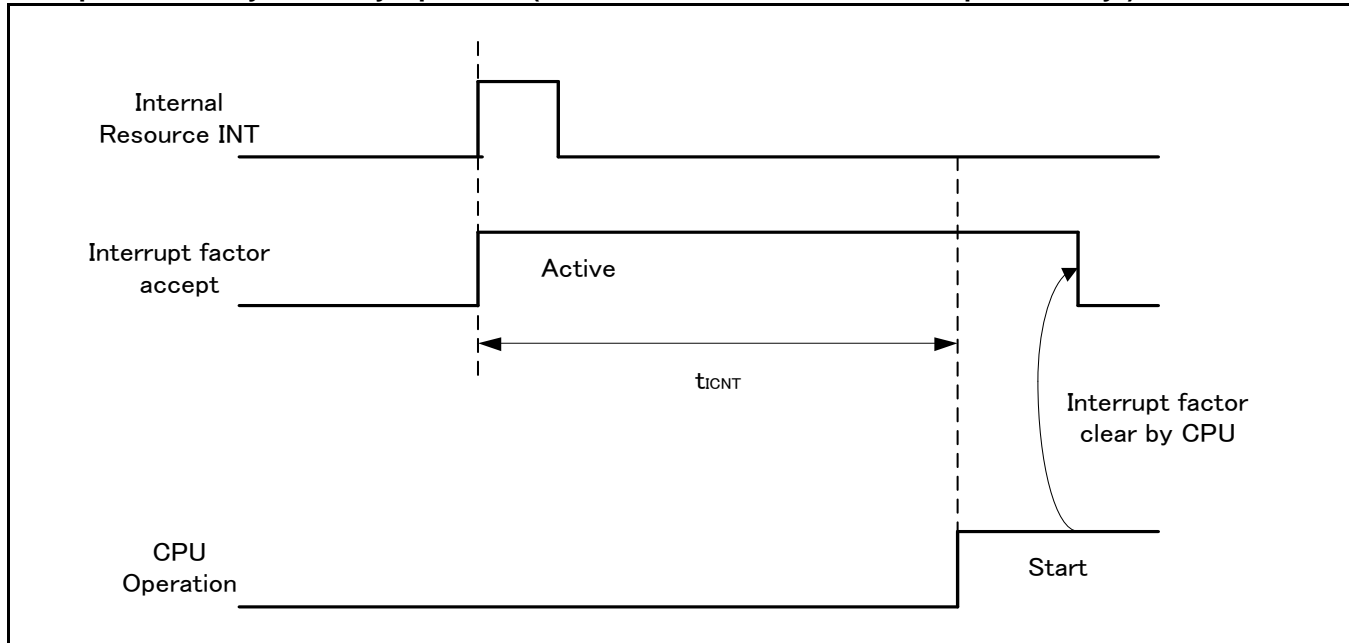 Internal
Resource INT
Interrupt factor
accept
Active
tICNT
Interrupt factor
clear by CPU
CPU
Operation
Start